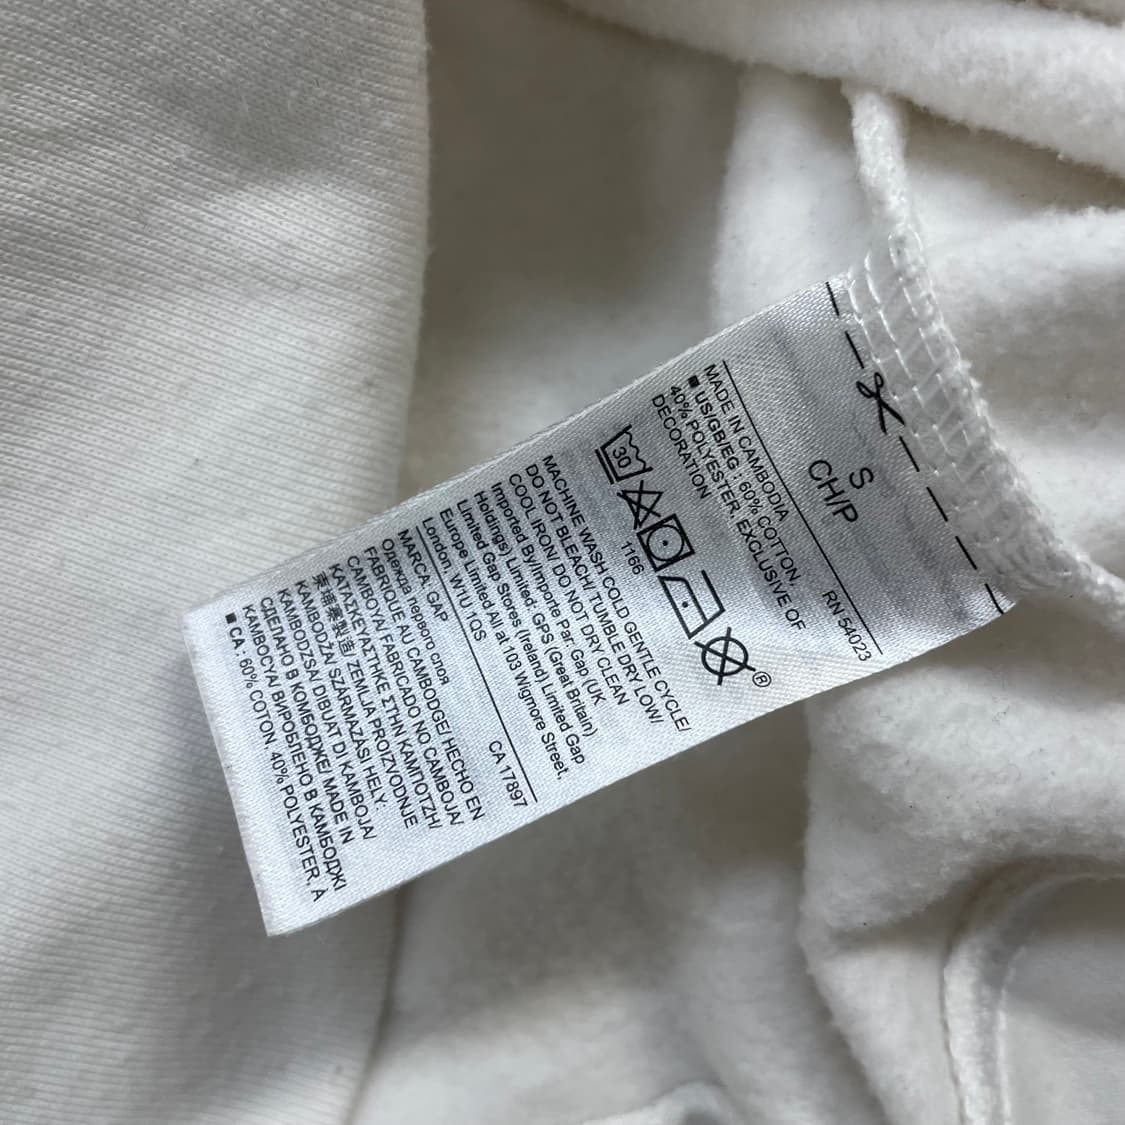 S
CH/P
RN 54023
MADE IN CAMBODIA
■ US/GB/EG : 60% COTTON,
40% POLYESTER, EXCLUSIVE OF
DECORATION
30
®
1166
MACHINE WASH COLD GENTLE CYCLE/
DO NOT BLEACH/ TUMBLE DRY LOW/
COOL IRON/ DO NOT DRY CLEAN
Imported By/Importe Par: Gap (UK
Holdings) Limited· GPS (Great Britain)
Limited Gap Stores (Ireland) Limited Gap
Europe Limited All at 103 Wigmore Street,
London, W1U 1QS
CA 17897
MARCA: GAP
Одежда первого слоя
FABRIQUÉ AU CAMBODGE/ HECHO EN
CAMBOYA/ FABRICADO NO CAMBOJA/
ΚΑΤΑΣΚΕΥΑΣΤΗΚΕ ΣΤΗΝ ΚΑΜΠΟΤΖΗ/
柬埔寨製造/ ZEMLJA PROIZVODNJE
KAMBODŽA/ SZÁRMAZÁSI HELY:
KAMBODZSA/ DIBUAT DI KAMBOJA/
СДЕЛАНО В КОМБОДЖЕ/ MADE IN
KAMBOCYA/ ВИРОБЛЕНО В КАМБОДЖІ
■ CA : 60% COTON, 40% POLYESTER, À